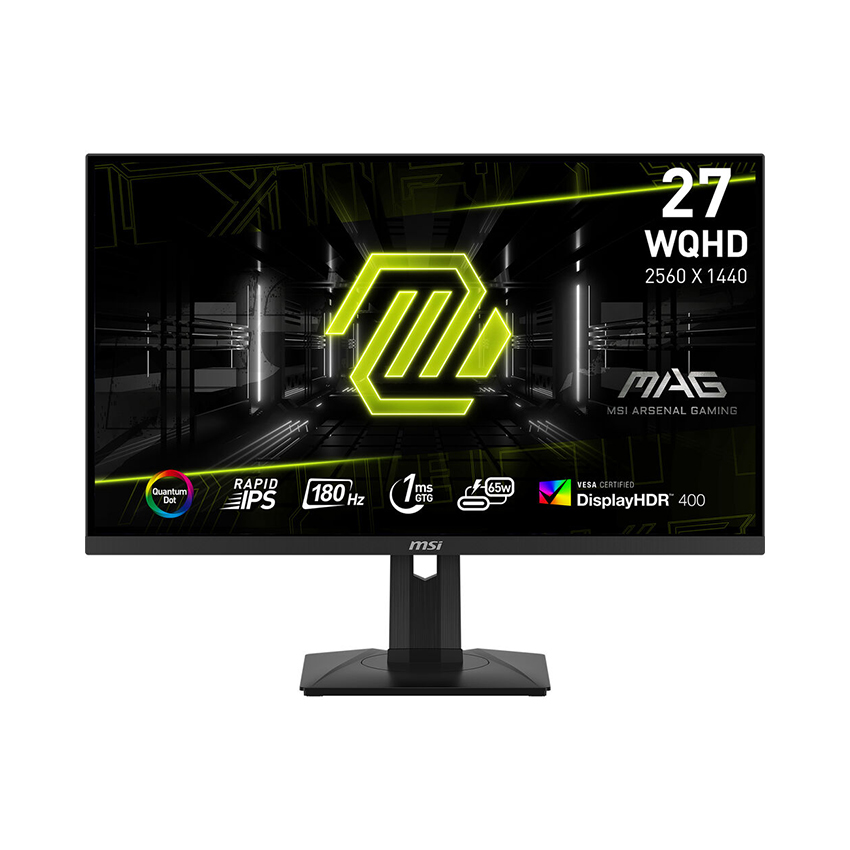 27
WQHD
2560 X 1440
MAG
MSI ARSENAL GAMING
Quantum
Dot
RAPID
IPS
180 Hz
1ms
GTG
65w
VESA CERTIFIED
DisplayHDR™ 400
msi